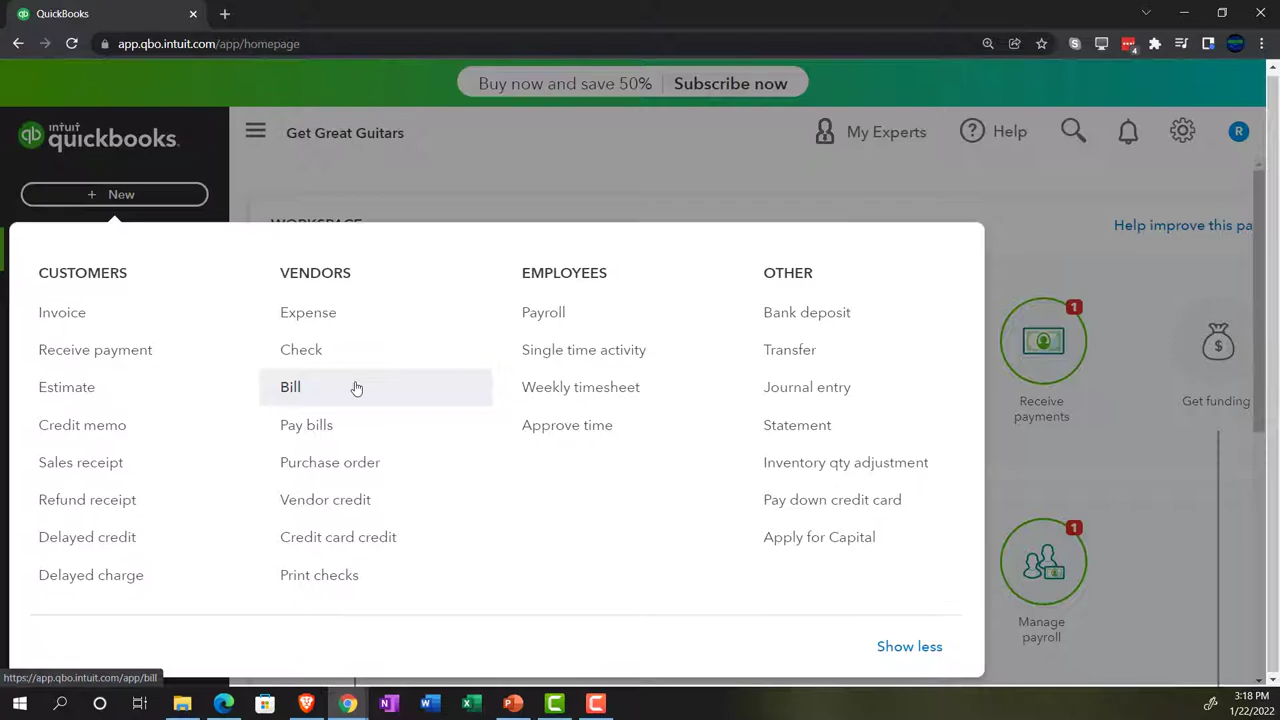 QuickBooks
app.qbo.intuit.com/app/homepage
4
Buy now and save 50% Subscribe now
qb intuit quickbooks.
Get Great Guitars
My Experts
Help
R
+ New
WORKSPACE
Help improve this pa
CUSTOMERS
Invoice
Receive payment
Estimate
Credit memo
Sales receipt
Refund receipt
Delayed credit
Delayed charge
VENDORS
Expense
Check
Bill
Pay bills
Purchase order
Vendor credit
Credit card credit
Print checks
EMPLOYEES
Payroll
Single time activity
Weekly timesheet
Approve time
OTHER
Bank deposit
Transfer
Journal entry
Statement
Inventory qty adjustment
Pay down credit card
Apply for Capital
Show less
1
Receive
payments
$
Get funding
1
Manage
payroll
https://app.qbo.intuit.com/app/bill
3:18 PM
1/22/2022